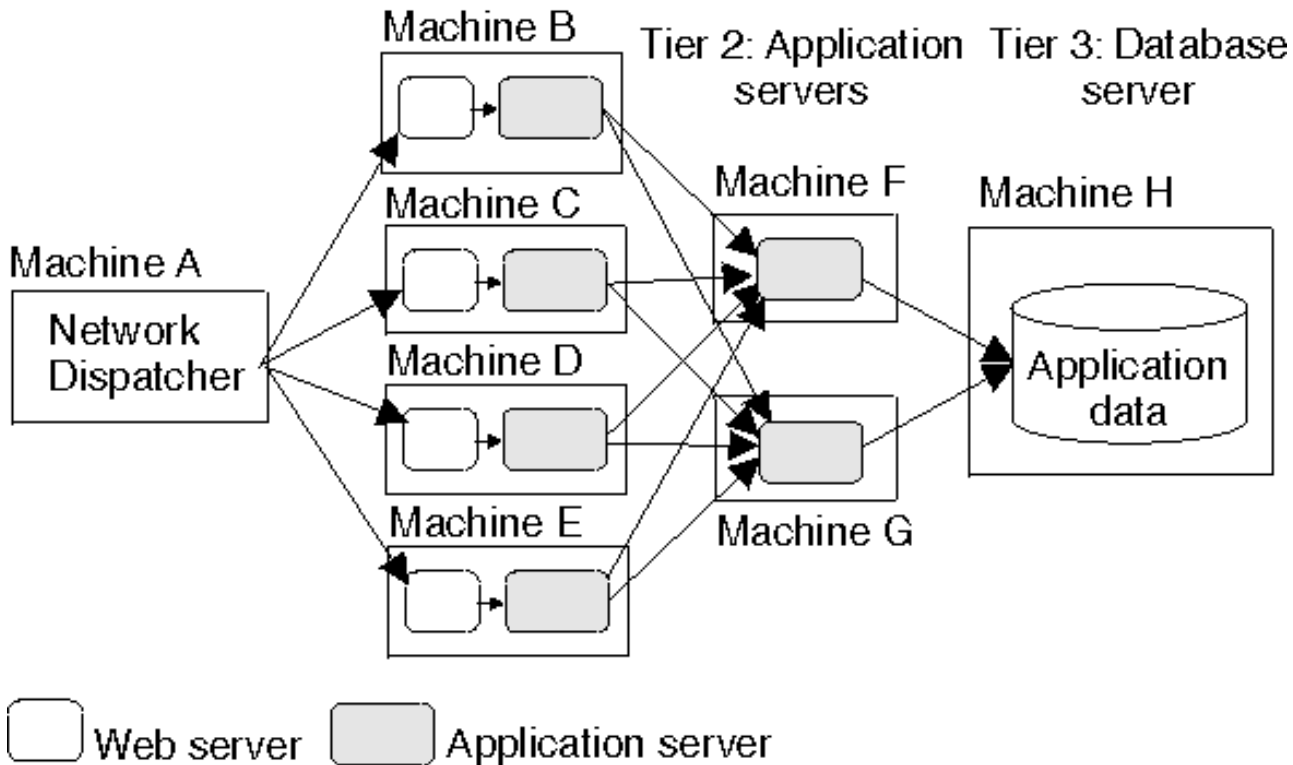 Machine B
Tier 2: Application
servers
Tier 3: Database
server
Machine C
Machine F
Machine H
Machine A
Network
Dispatcher
Machine D
Application
data
Machine E
Machine G
Web server
Application server